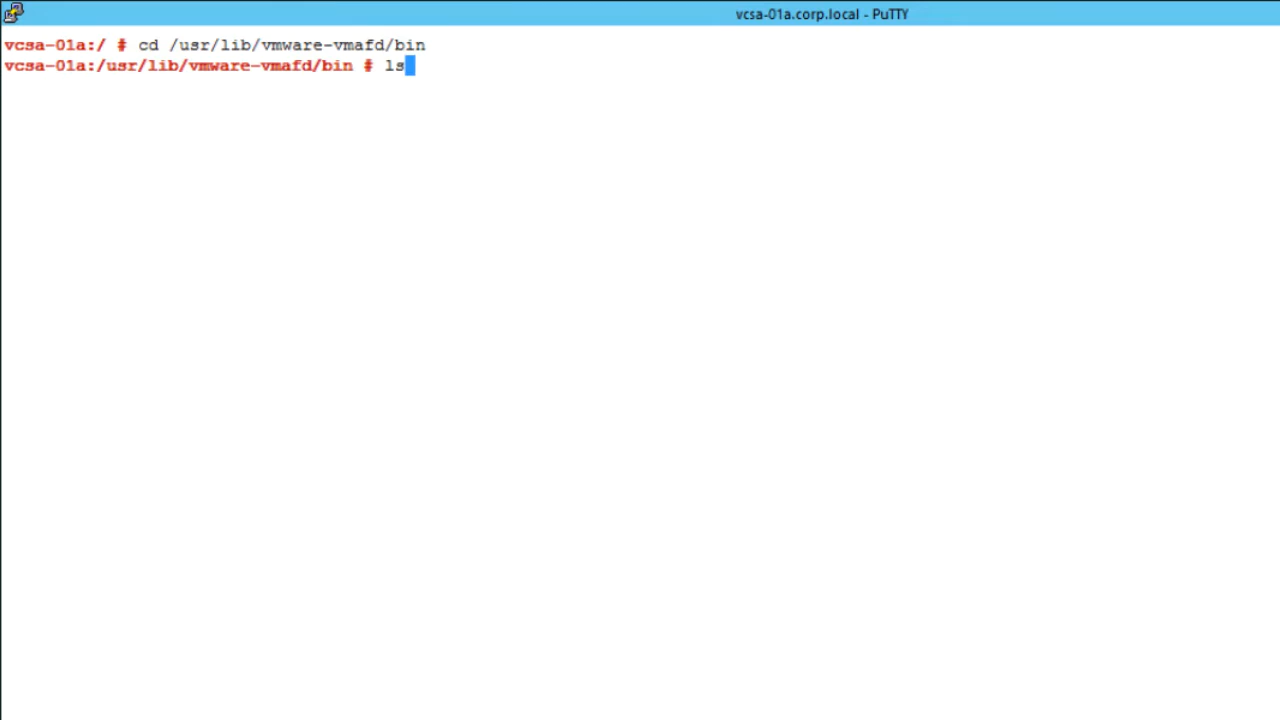 vcsa-01a.corp.local - PuTTY
vcsa-01a:/ # cd /usr/lib/vmware-vmafd/bin
vcsa-01a:/usr/lib/vmware-vmafd/bin # ls